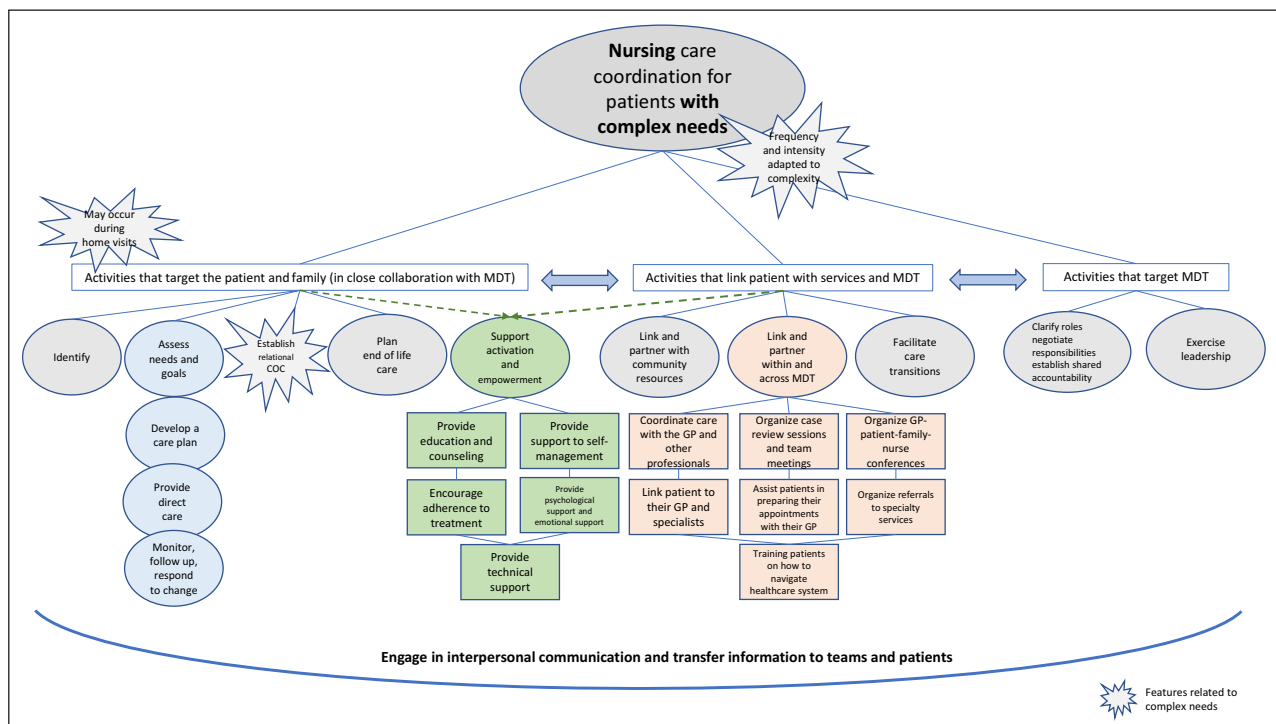 Nursing care
coordination for
patients with
complex needs
Frequency
and intensity
adapted to
complexity
May occur
during
home visits
Activities that target the patient and family (in close collaboration with MDT)
Activities that link patient with services and MDT
Activities that target MDT
Identify
Assess
needs and
goals
Establish
relational
COC
Plan
end of life
care
Support
activation
and
empowerment
Link and
partner with
community
resources
Link and
partner
within and
across MDT
Facilitate
care
transitions
Clarify roles
negotiate
responsibilities
establish shared
accountability
Exercise
leadership
Develop a
care plan
Provide
direct
care
Monitor,
follow up,
respond
to change
Provide
education and
counseling
Provide
support to self-
management
Encourage
adherence to
treatment
Provide
psychological
support and
emotional support
Provide
technical
support
Coordinate care
with the GP and
other
professionals
Organize case
review sessions
and team
meetings
Organize GP-
patient-family-
nurse
conferences
Link patient to
their GP and
specialists
Assist patients in
preparing their
appointments
with their GP
Organize referrals
to specialty
services
Training patients
on how to
navigate
healthcare system
Engage in interpersonal communication and transfer information to teams and patients
Features related to
complex needs